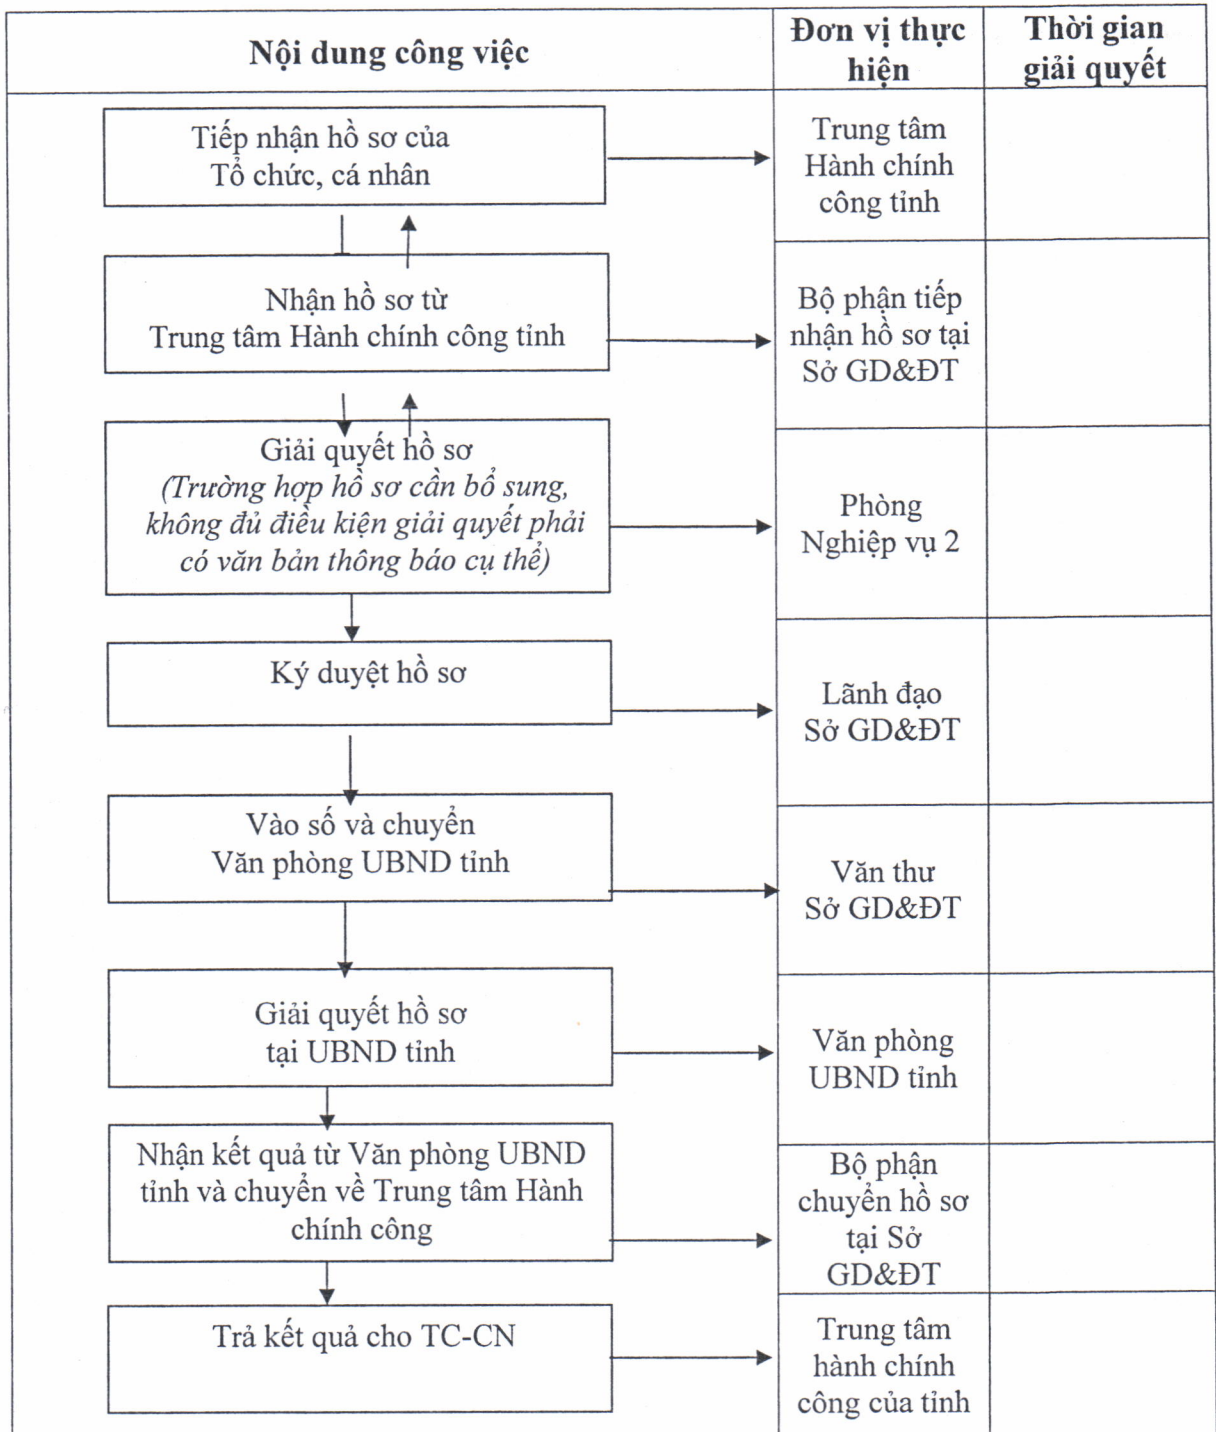 Nội dung công việc
Đơn vị thực
hiện
Thời gian
giải quyết
Tiếp nhận hồ sơ của
Tổ chức, cá nhân
Trung tâm
Hành chính
công tỉnh
Nhận hồ sơ từ
Trung tâm Hành chính công tỉnh
Bộ phận tiếp
nhận hồ sơ tại
Sở GD&ĐT
Giải quyết hồ sơ
(Trường hợp hồ sơ cần bổ sung,
không đủ điều kiện giải quyết phải
có văn bản thông báo cụ thể)
Phòng
Nghiệp vụ 2
Ký duyệt hồ sơ
Lãnh đạo
Sở GD&ĐT
Vào số và chuyển
Văn phòng UBND tỉnh
Văn thư
Sở GD&ĐT
Giải quyết hồ sơ
tại UBND tỉnh
Văn phòng
UBND tỉnh
Nhận kết quả từ Văn phòng UBND
tỉnh và chuyển về Trung tâm Hành
chính công
Bộ phận
chuyển hồ sơ
tại Sở
GD&ĐT
Trả kết quả cho TC-CN
Trung tâm
hành chính
công của tỉnh